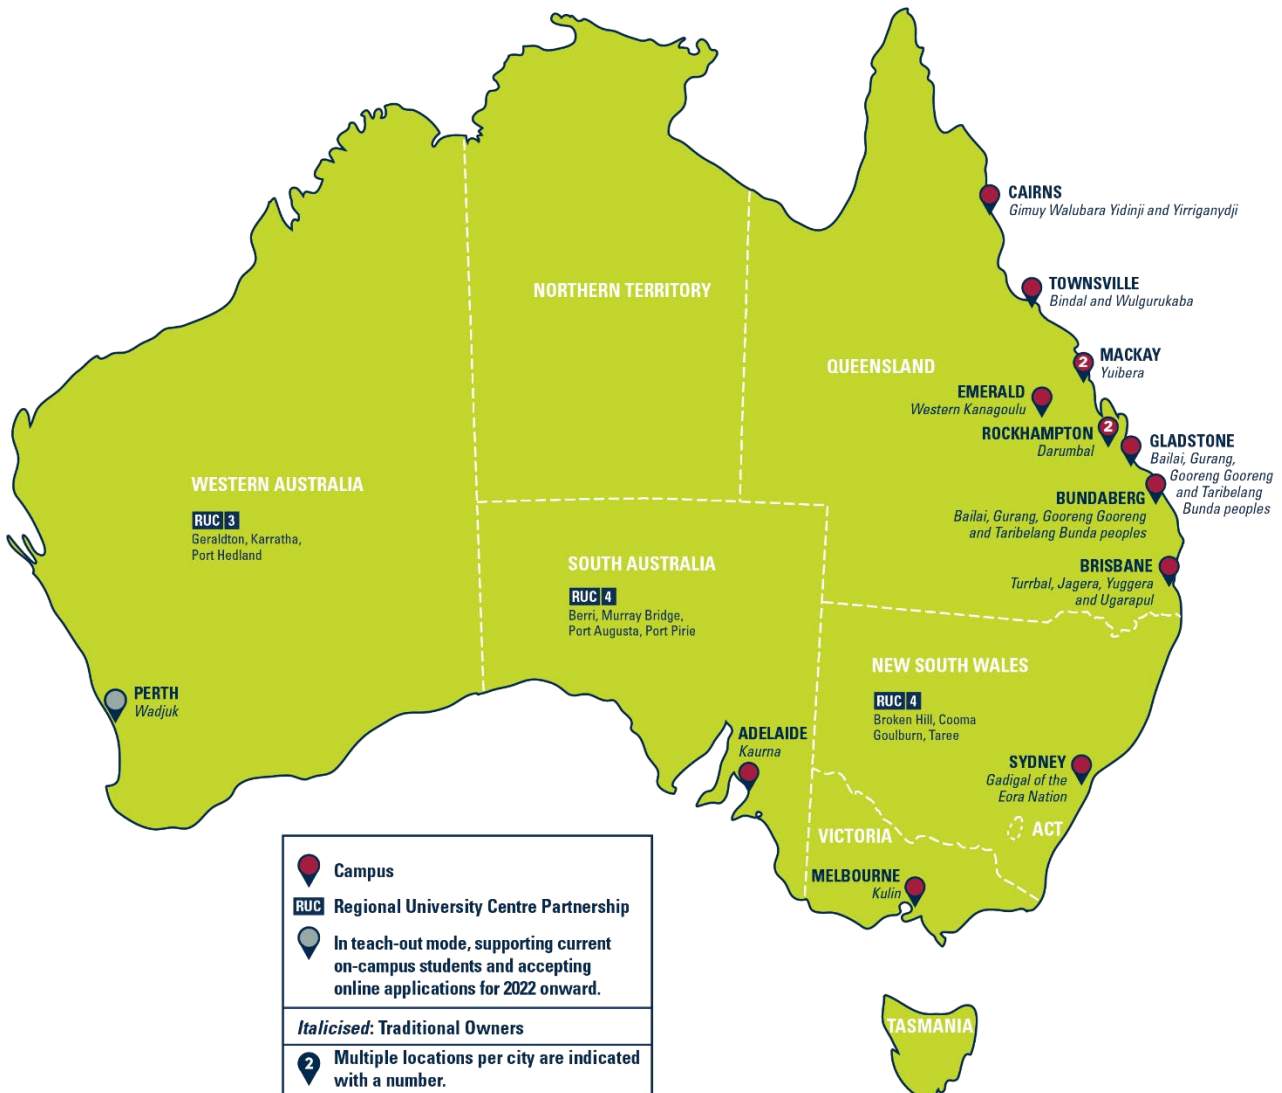 CAIRNS
Gimuy Walubara Yidinji and Yirriganydji
TOWNSVILLE
Bindal and Wulgurukaba
NORTHERN TERRITORY
QUEENSLAND
2
MACKAY
Yuibera
EMERALD
Western Kanagoulu
2
ROCKHAMPTON
Darumbal
GLADSTONE
Bailai, Gurang,
Gooreng Gooreng
and Taribelang
Bunda peoples
BUNDABERG
Bailai, Gurang, Gooreng Gooreng
and Taribelang Bunda peoples
WESTERN AUSTRALIA
RUC 3
Geraldton, Karratha,
Port Hedland
SOUTH AUSTRALIA
RUC 4
Berri, Murray Bridge,
Port Augusta, Port Pirie
BRISBANE
Turrbal, Jagera, Yuggera
and Ugarapul
NEW SOUTH WALES
RUC 4
Broken Hill, Cooma
Goulburn, Taree
PERTH
Wadjuk
ADELAIDE
Kaurna
SYDNEY
Gadigal of the
Eora Nation
ACT
VICTORIA
MELBOURNE
Kulin
TASMANIA
Campus
RUC Regional University Centre Partnership
In teach-out mode, supporting current
on-campus students and accepting
online applications for 2022 onward.
Italicised: Traditional Owners
2 Multiple locations per city are indicated
with a number.